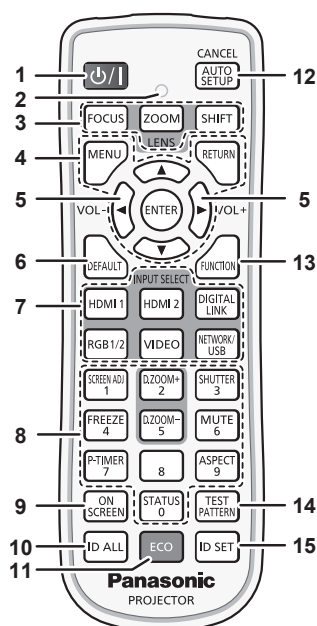 CANCEL
1 ⏻/| AUTO SETUP 12
2
3 FOCUS ZOOM SHIFT
LENS
4 MENU RETURN
5 ▲ 5
VOL- ◀ ENTER ▶ VOL+
▼
6 DEFAULT FUNCTION 13
INPUT SELECT
7 HDMI 1 HDMI 2 DIGITAL LINK
RGB1/2 VIDEO NETWORK/USB
SCREEN ADJ D.ZOOM+ SHUTTER
1 2 3
8 FREEZE D.ZOOM− MUTE
4 5 6
P-TIMER ASPECT
7 8 9
9 ON SCREEN STATUS 0 TEST PATTERN 14
10 ID ALL ECO ID SET 15
11
Panasonic
PROJECTOR